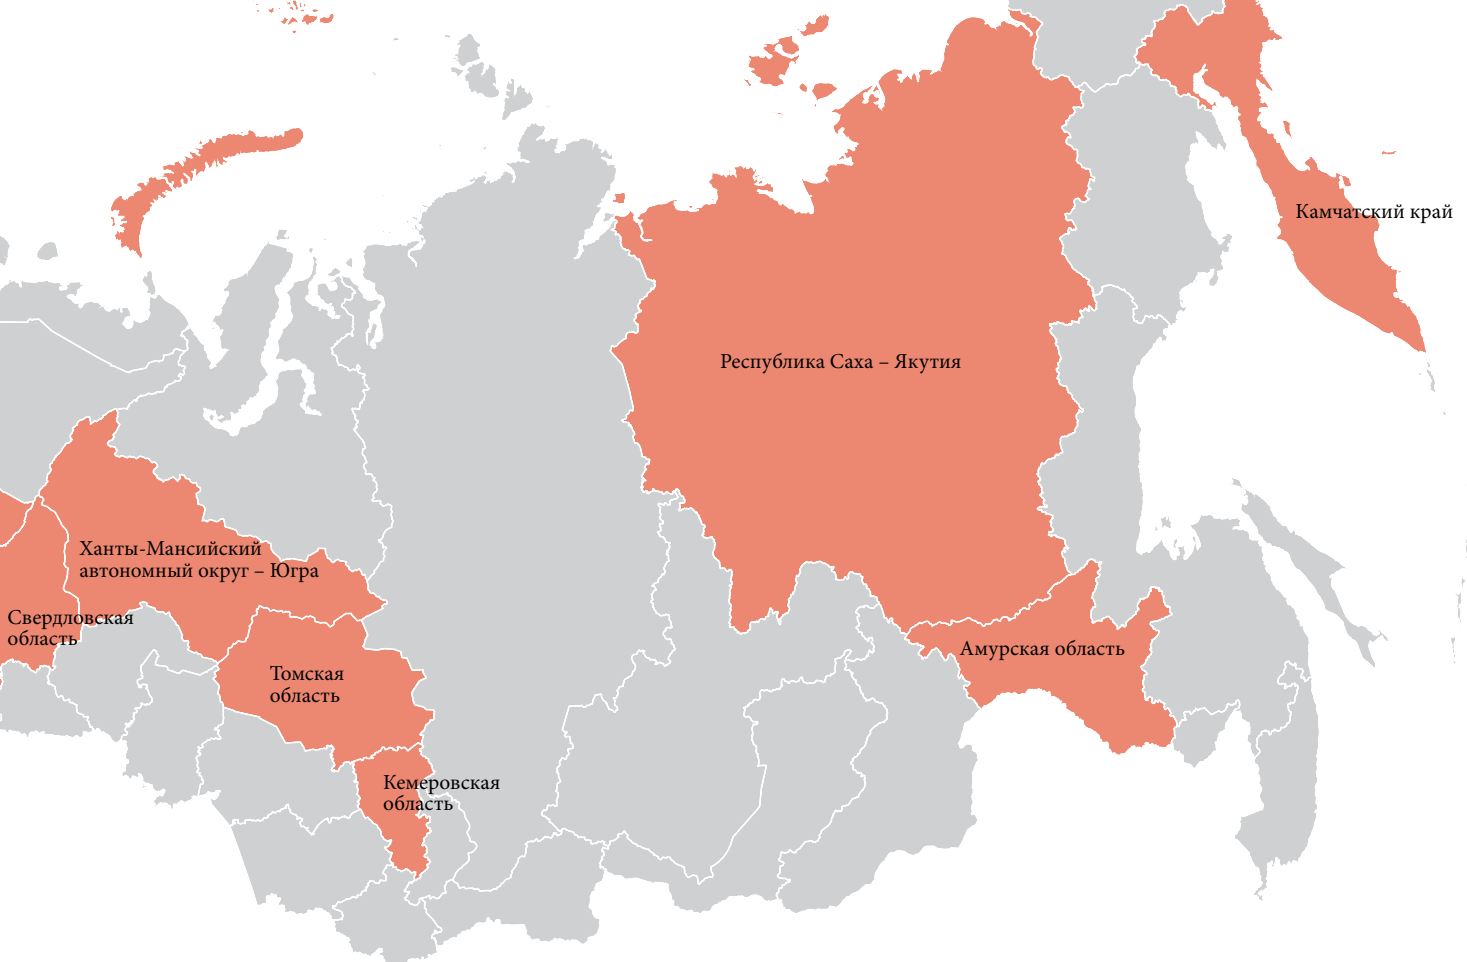 Камчатский край
Республика Саха – Якутия
Ханты-Мансийский
автономный округ – Югра
Свердловская
область
Амурская область
Томская
область
Кемеровская
область